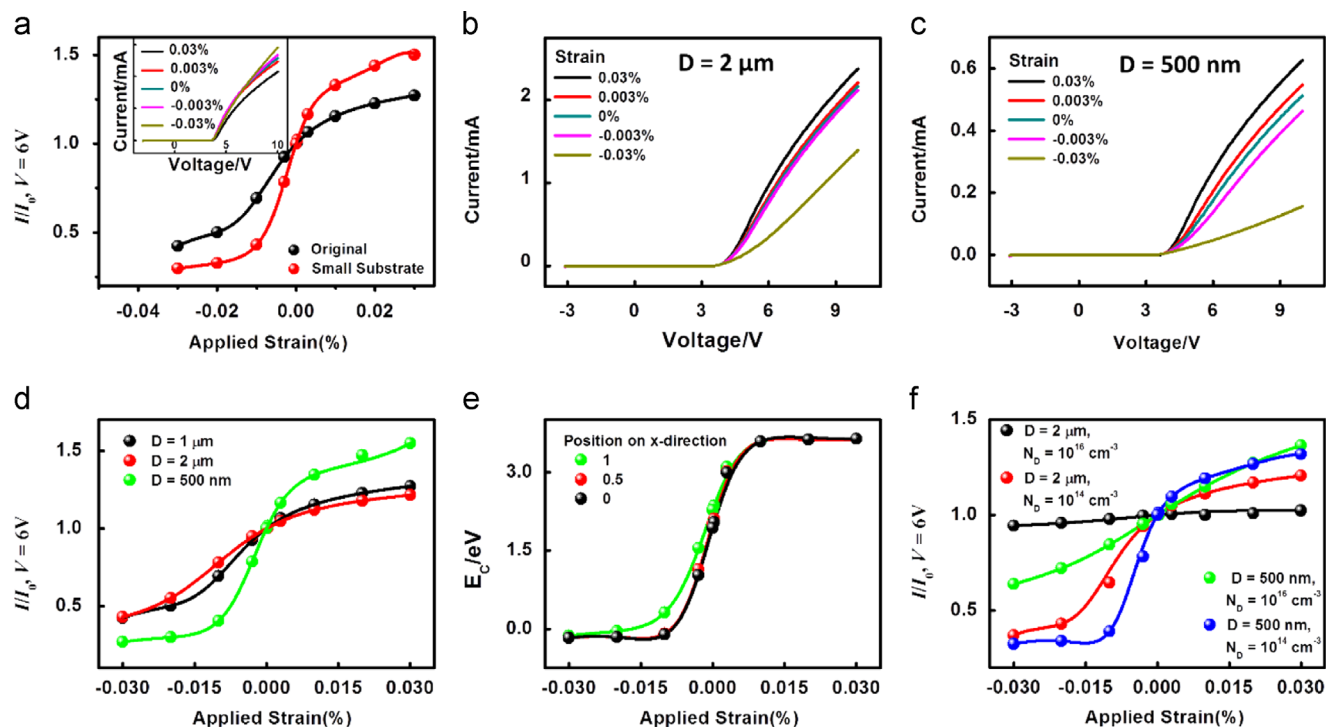 a
I/I0, V = 6V
1.5
1.0
0.5
-0.04
-0.02
0.00
0.02
Applied Strain(%)
Current/mA
0.03%
0.003%
0%
-0.003%
-0.03%
0
5
10
Voltage/V
Original
Small Substrate
b
Current/mA
2
1
0
Strain
0.03%
0.003%
0%
-0.003%
-0.03%
D = 2 μm
-3
0
3
6
9
Voltage/V
c
Current/mA
0.6
0.4
0.2
0.0
Strain
0.03%
0.003%
0%
-0.003%
-0.03%
D = 500 nm
-3
0
3
6
9
Voltage/V
d
I/I0, V = 6V
1.5
1.0
0.5
D = 1 μm
D = 2 μm
D = 500 nm
-0.030
-0.015
0.000
0.015
0.030
Applied Strain(%)
e
EC/eV
3.0
1.5
0.0
Position on x-direction
1
0.5
0
-0.030
-0.015
0.000
0.015
0.030
Applied Strain(%)
f
I/I0, V = 6V
1.5
1.0
0.5
D = 2 μm,
ND = 10^16 cm^-3
D = 2 μm,
ND = 10^14 cm^-3
D = 500 nm,
ND = 10^16 cm^-3
D = 500 nm,
ND = 10^14 cm^-3
-0.030
-0.015
0.000
0.015
0.030
Applied Strain(%)